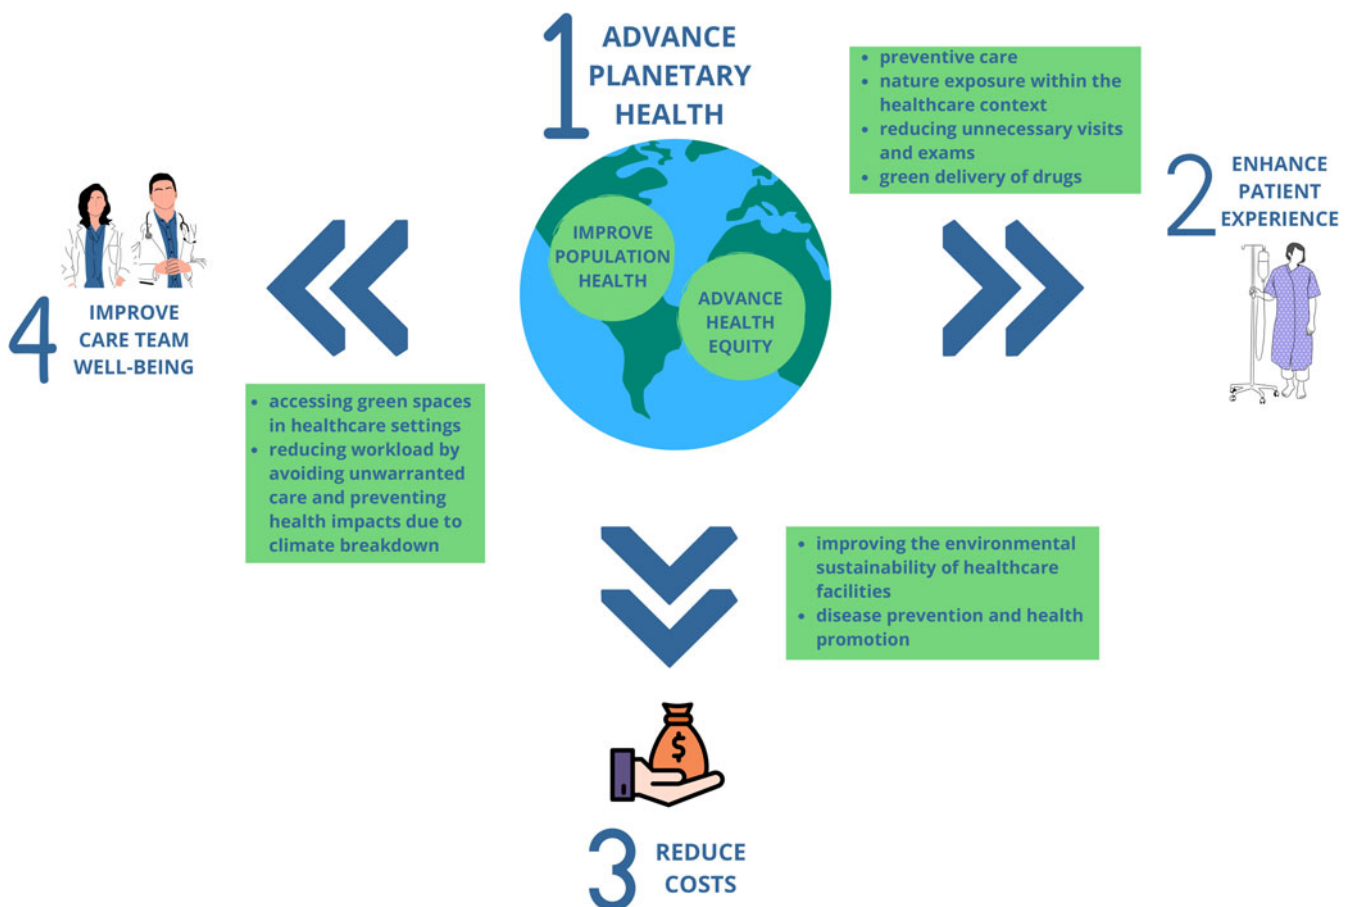 1 ADVANCE
PLANETARY
HEALTH
IMPROVE
POPULATION
HEALTH
ADVANCE
HEALTH
EQUITY
• preventive care
• nature exposure within the
healthcare context
• reducing unnecessary visits
and exams
• green delivery of drugs
2 ENHANCE
PATIENT
EXPERIENCE
• improving the environmental
sustainability of healthcare
facilities
• disease prevention and health
promotion
$
3 REDUCE
COSTS
4 IMPROVE
CARE TEAM
WELL-BEING
• accessing green spaces
in healthcare settings
• reducing workload by
avoiding unwarranted
care and preventing
health impacts due to
climate breakdown